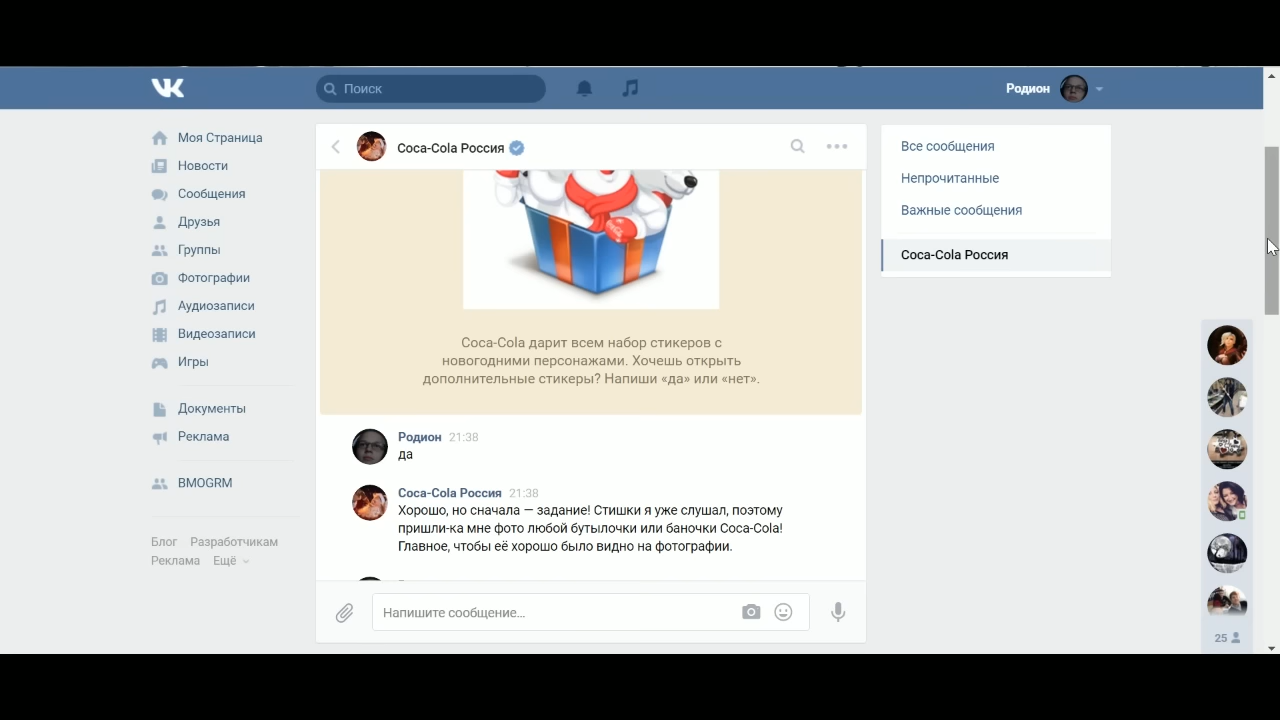 Поиск
Родион
Моя Страница
Новости
Сообщения
Друзья
Группы
Фотографии
Аудиозаписи
Видеозаписи
Игры
Документы
Реклама
BMOGRM
Блог Разработчикам
Реклама Ещё
Coca-Cola Россия
Coca-Cola дарит всем набор стикеров с
новогодними персонажами. Хочешь открыть
дополнительные стикеры? Напиши «да» или «нет».
Родион 21:38
да
Coca-Cola Россия 21:38
Хорошо, но сначала — задание! Стишки я уже слушал, поэтому
пришли-ка мне фото любой бутылочки или баночки Coca-Cola!
Главное, чтобы её хорошо было видно на фотографии.
Напишите сообщение...
Все сообщения
Непрочитанные
Важные сообщения
Coca-Cola Россия
25